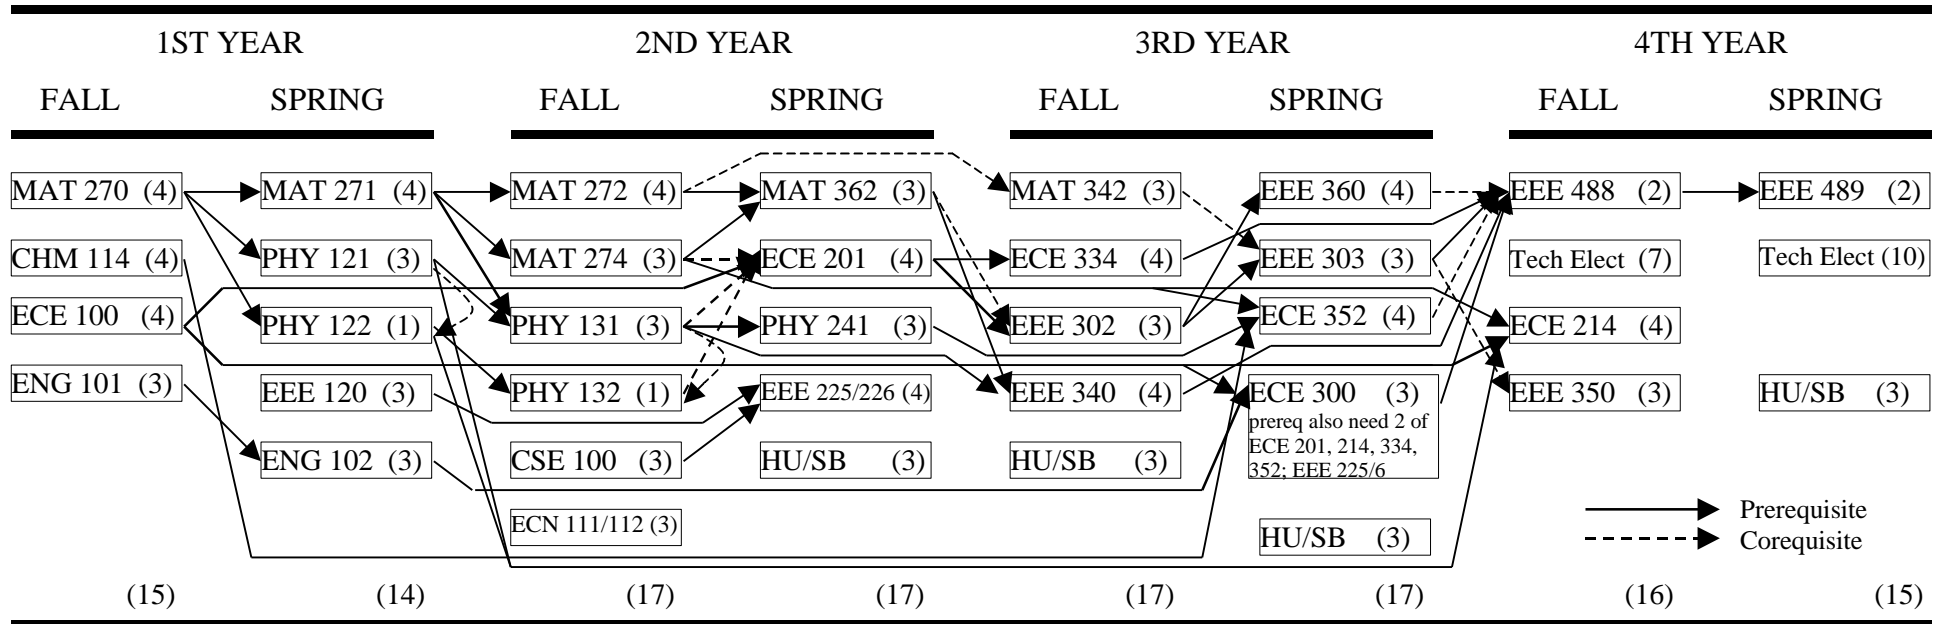 1ST YEAR 2ND YEAR 3RD YEAR 4TH YEAR
FALL SPRING FALL SPRING FALL SPRING FALL SPRING
MAT 270 (4) MAT 271 (4) MAT 272 (4) MAT 362 (3) MAT 342 (3) EEE 360 (4) EEE 488 (2) EEE 489 (2)
CHM 114 (4) PHY 121 (3) MAT 274 (3) ECE 201 (4) ECE 334 (4) EEE 303 (3) Tech Elect (7) Tech Elect (10)
ECE 100 (4) PHY 122 (1) PHY 131 (3) PHY 241 (3) EEE 302 (3) ECE 352 (4) ECE 214 (4)
ENG 101 (3) EEE 120 (3) PHY 132 (1) EEE 225/226 (4) EEE 340 (4) ECE 300 (3) EEE 350 (3) HU/SB (3)
prereq also need 2 of
ECE 201, 214, 334,
352; EEE 225/6
ENG 102 (3) CSE 100 (3) HU/SB (3) HU/SB (3)
ECN 111/112 (3) HU/SB (3)
Prerequisite
Corequisite
(15) (14) (17) (17) (17) (17) (16) (15)